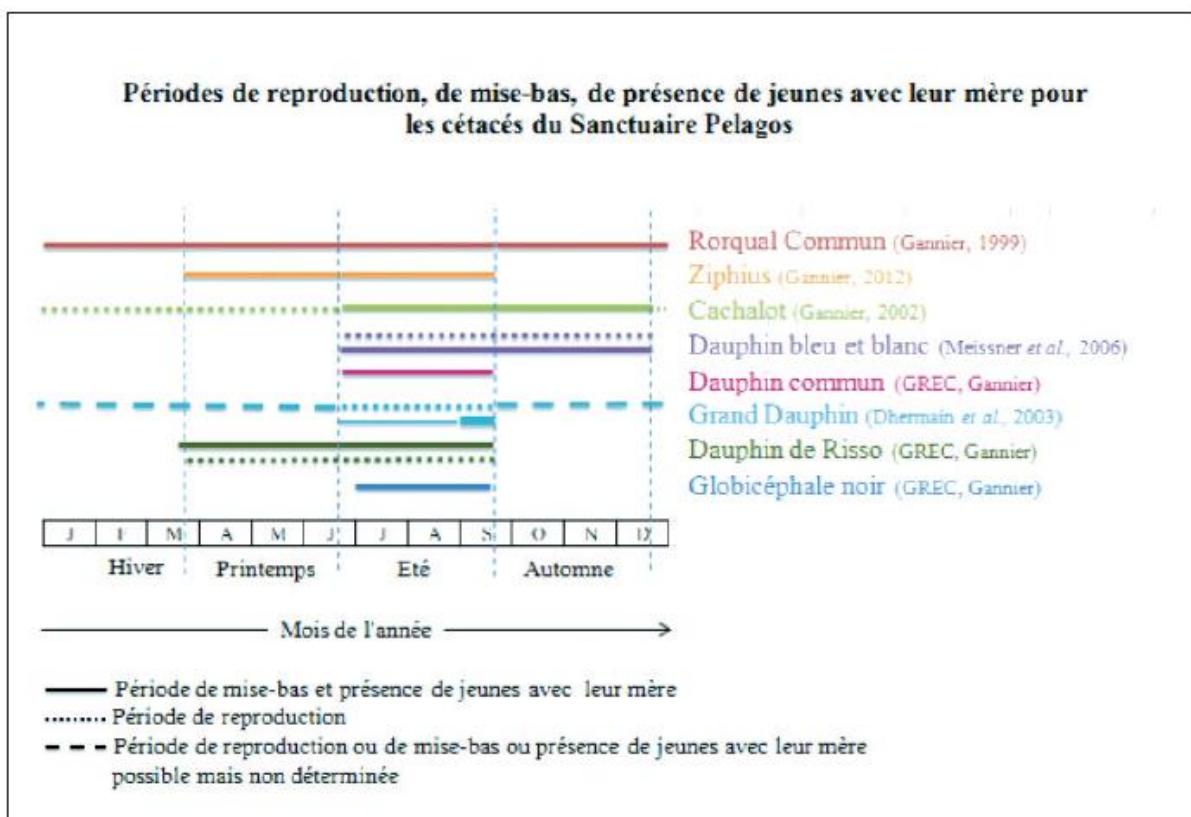 Périodes de reproduction, de mise-bas, de présence de jeunes avec leur mère pour
les cétacés du Sanctuaire Pelagos
Rorqual Commun (Gannier, 1999)
Ziphius (Gannier, 2012)
Cachalot (Gannier, 2002)
Dauphin bleu et blanc (Meissner et al., 2006)
Dauphin commun (GREC, Gannier)
Grand Dauphin (Dhermain et al., 2003)
Dauphin de Risso (GREC, Gannier)
Globicéphale noir (GREC, Gannier)
J F M A M J J A S O N D
Hiver Printemps Eté Automne
Mois de l'année
Période de mise-bas et présence de jeunes avec leur mère
Période de reproduction
Période de reproduction ou de mise-bas ou présence de jeunes avec leur mère
possible mais non déterminée